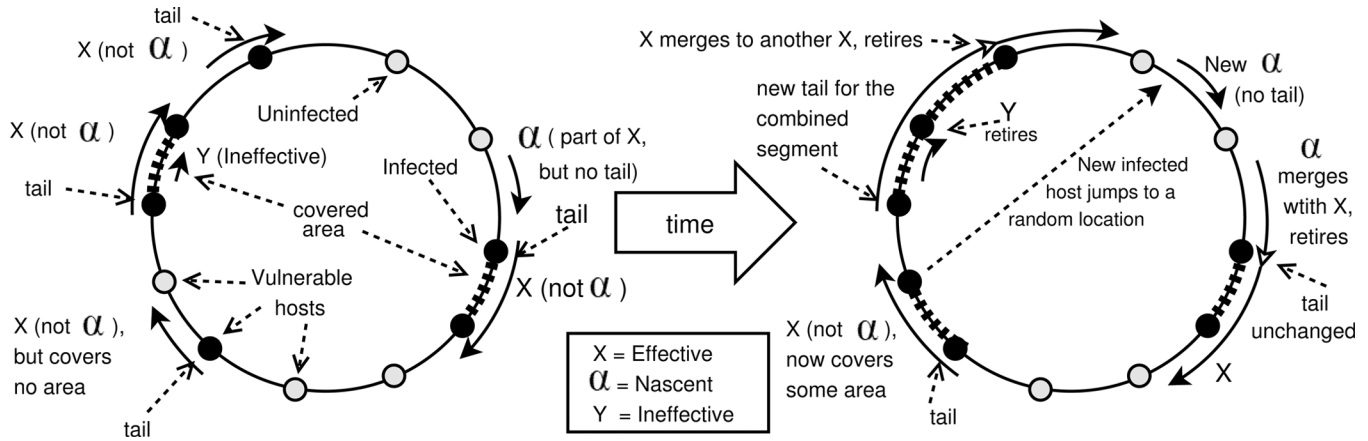 tail
X (not α )
X (not α )
tail
Y (Ineffective)
covered
area
Uninfected
Infected
α ( part of X,
but no tail)
tail
X (not α )
Vulnerable
hosts
X (not α ),
but covers
no area
tail
time
X = Effective
α = Nascent
Y = Ineffective
X merges to another X, retires
new tail for the
combined
segment
Y
retires
New α
(no tail)
New infected
host jumps to a
random location
α
merges
wtith X,
retires
tail
unchanged
X
X (not α ),
now covers
some area
tail